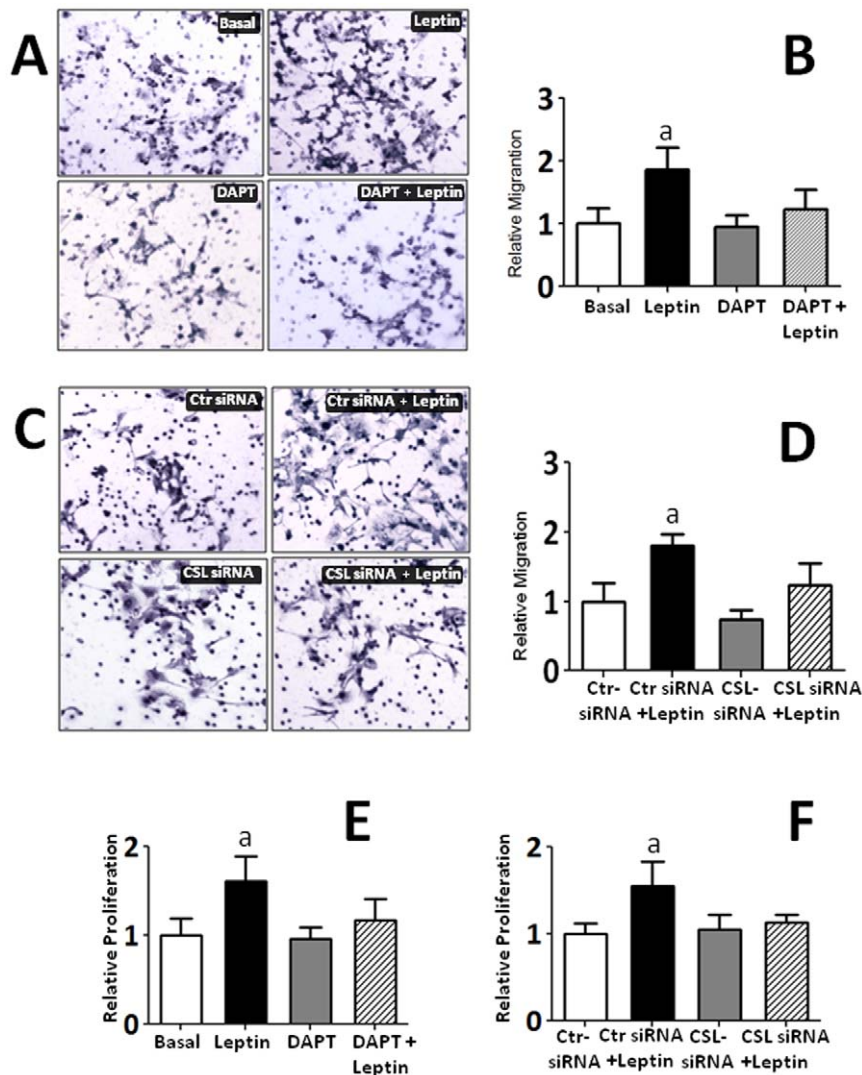 A
Basal
Leptin
DAPT
DAPT + Leptin
B
Relative Migrantion
3
2
1
0
a
Basal
Leptin
DAPT
DAPT +
Leptin
C
Ctr siRNA
Ctr siRNA + Leptin
CSL siRNA
CSL siRNA + Leptin
D
Relative Migration
3
2
1
0
a
Ctr-
siRNA
Ctr siRNA
+Leptin
CSL-
siRNA
CSL siRNA
+Leptin
E
Relative Proliferation
2
1
0
a
Basal
Leptin
DAPT
DAPT +
Leptin
F
Relative Proliferation
2
1
0
a
Ctr-
siRNA
Ctr siRNA
+Leptin
CSL-
siRNA
CSL siRNA
+Leptin